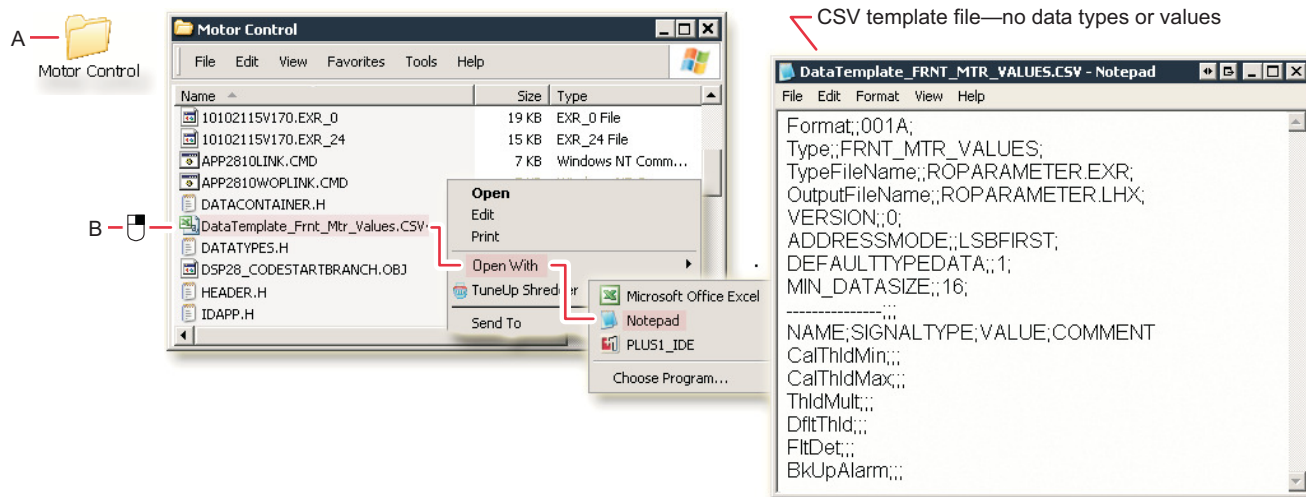 CSV template file—no data types or values
A
Motor Control
Motor Control
File Edit View Favorites Tools Help
Name Size Type
10102115V170.EXR_0 19 KB EXR_0 File
10102115V170.EXR_24 15 KB EXR_24 File
APP2810LINK.CMD 7 KB Windows NT Comm...
APP2810WOPLINK.CMD
DATACONTAINER.H
B
DataTemplate_Frnt_Mtr_Values.CSV
DATATYPES.H
DSP28_CODESTARTBRANCH.OBJ
HEADER.H
IDAPP.H
Open
Edit
Print
Open With
TuneUp Shredder
Send To
Microsoft Office Excel
Notepad
PLUS1_IDE
Choose Program...
DataTemplate_FRNT_MTR_VALUES.CSV - Notepad
File Edit Format View Help
Format;;001A;
Type;;FRNT_MTR_VALUES;
TypeFileName;;ROPARAMETER.EXR;
OutputFileName;;ROPARAMETER.LHX;
VERSION;;0;
ADDRESSMODE;;LSBFIRST;
DEFAULTTYPEDATA;;1;
MIN_DATASIZE;;16;
---------------;;;
NAME;SIGNALTYPE;VALUE;COMMENT
CalThldMin;;;
CalThldMax;;;
ThldMult;;;
DfltThld;;;
FltDet;;;
BkUpAlarm;;;